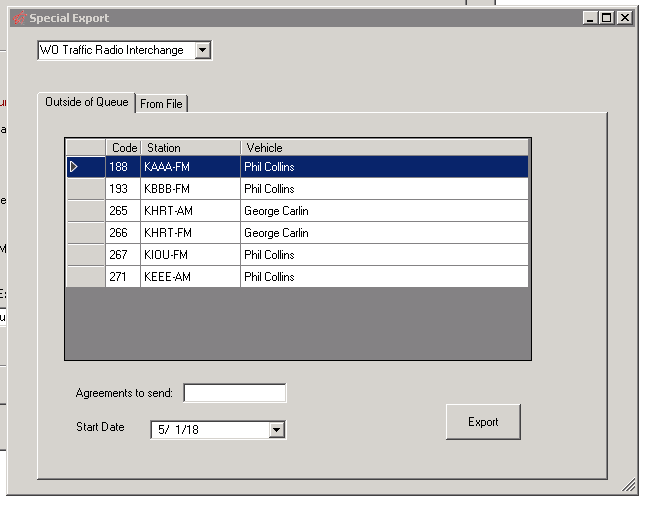 Special Export
WO Traffic Radio Interchange
Outside of Queue From File
Code Station Vehicle
188 KAAA-FM Phil Collins
193 KBBB-FM Phil Collins
265 KHRT-AM George Carlin
266 KHRT-FM George Carlin
267 KIOU-FM Phil Collins
271 KEEE-AM Phil Collins
Agreements to send:
Start Date 5/ 1/18
Export